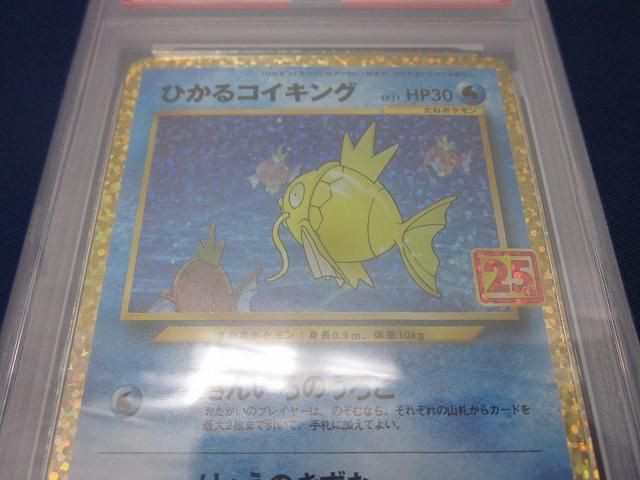 ひかるコイキング LV.11 HP30
たねポケモン
25th
さかなポケモン：身長0.9m、体重10kg
きんいろのうろこ
おたがいのプレイヤーは、のぞむなら、それぞれの山札からカードを
最大2枚まで引いて、手札に加えてよい。